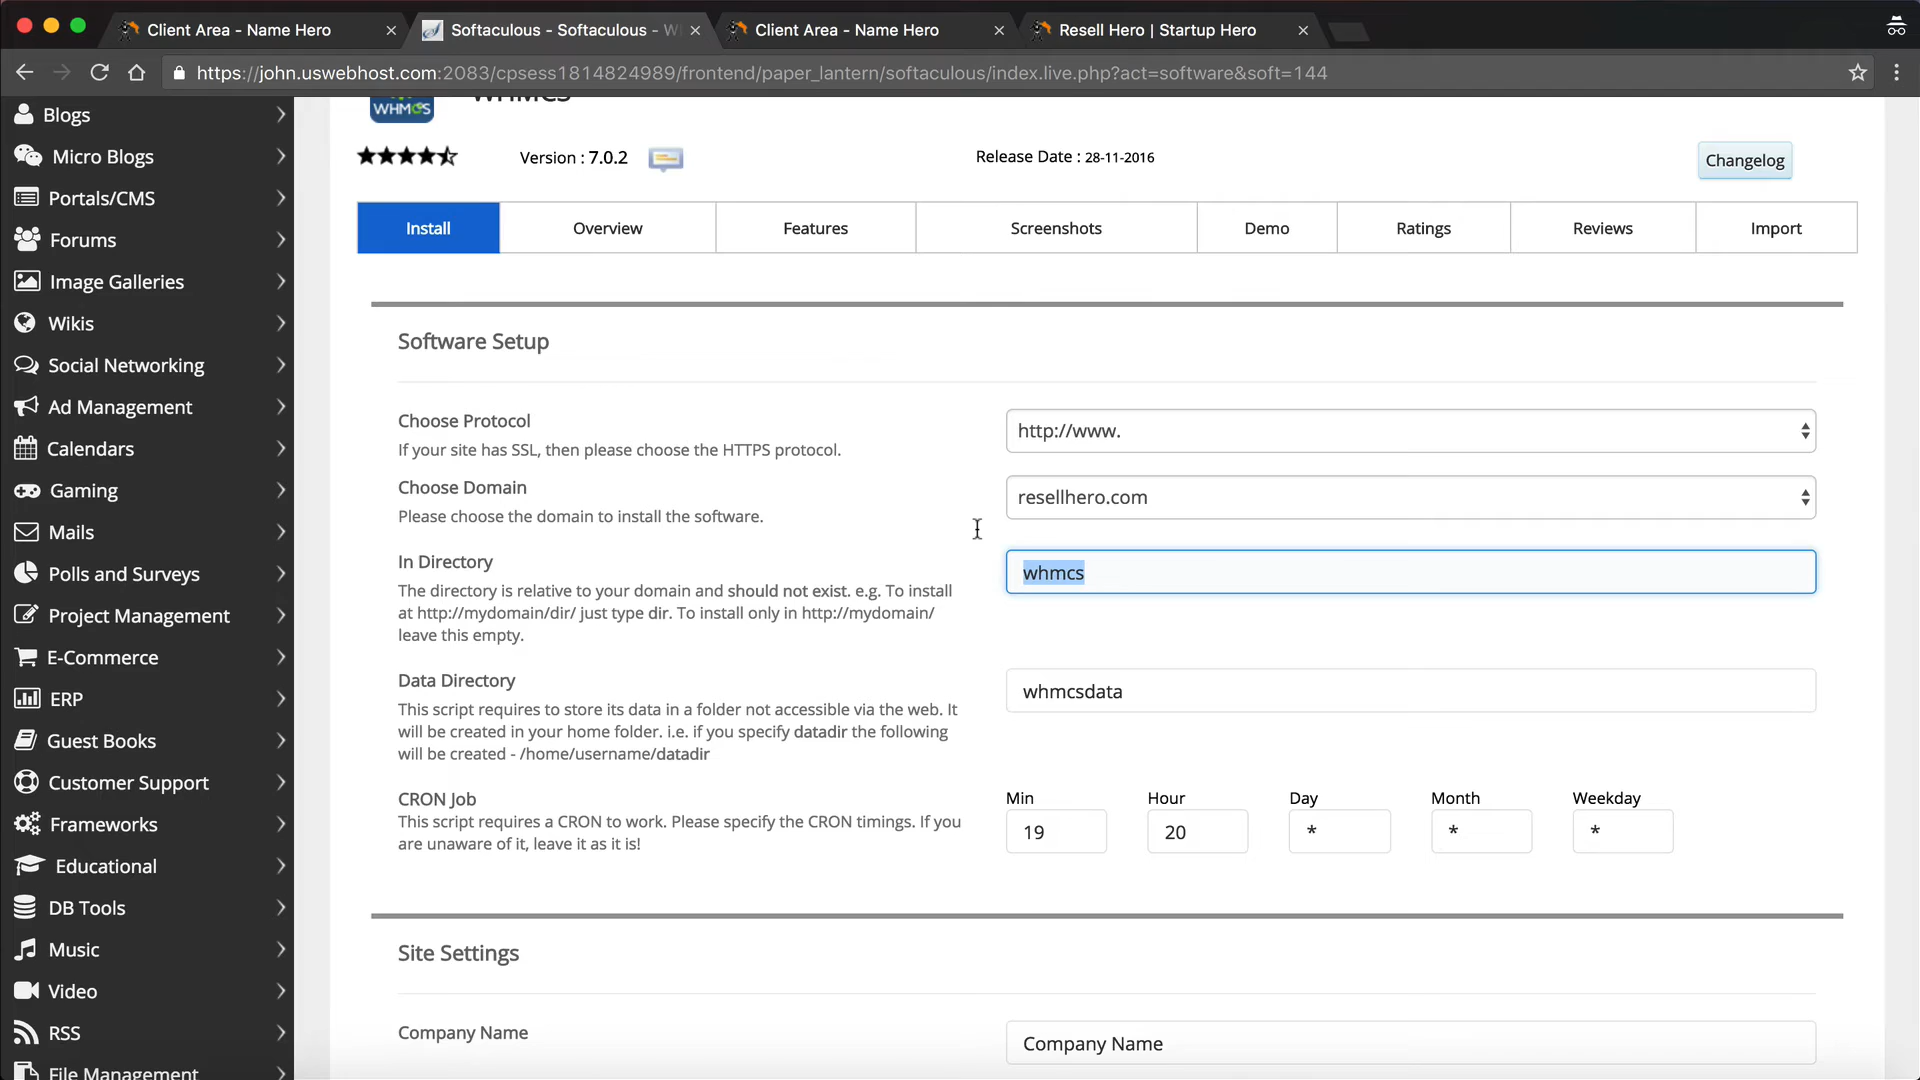 Client Area - Name Hero
Softaculous - Softaculous - W
Client Area - Name Hero
Resell Hero | Startup Hero
https://john.uswebhost.com:2083/cpsess1814824989/frontend/paper_lantern/softaculous/index.live.php?act=software&soft=144
Blogs
Micro Blogs
Portals/CMS
Forums
Image Galleries
Wikis
Social Networking
Ad Management
Calendars
Gaming
Mails
Polls and Surveys
Project Management
E-Commerce
ERP
Guest Books
Customer Support
Frameworks
Educational
DB Tools
Music
Video
RSS
File Management
WHMCS
WHMCS
Version : 7.0.2
Release Date : 28-11-2016
Changelog
Install
Overview
Features
Screenshots
Demo
Ratings
Reviews
Import
Software Setup
Choose Protocol
If your site has SSL, then please choose the HTTPS protocol.
http://www.
Choose Domain
Please choose the domain to install the software.
resellhero.com
In Directory
The directory is relative to your domain and should not exist. e.g. To install
at http://mydomain/dir/ just type dir. To install only in http://mydomain/
leave this empty.
whmcs
Data Directory
This script requires to store its data in a folder not accessible via the web. It
will be created in your home folder. i.e. if you specify datadir the following
will be created - /home/username/datadir
whmcsdata
CRON Job
This script requires a CRON to work. Please specify the CRON timings. If you
are unaware of it, leave it as it is!
Min
Hour
Day
Month
Weekday
19
20
*
*
*
Site Settings
Company Name
Company Name